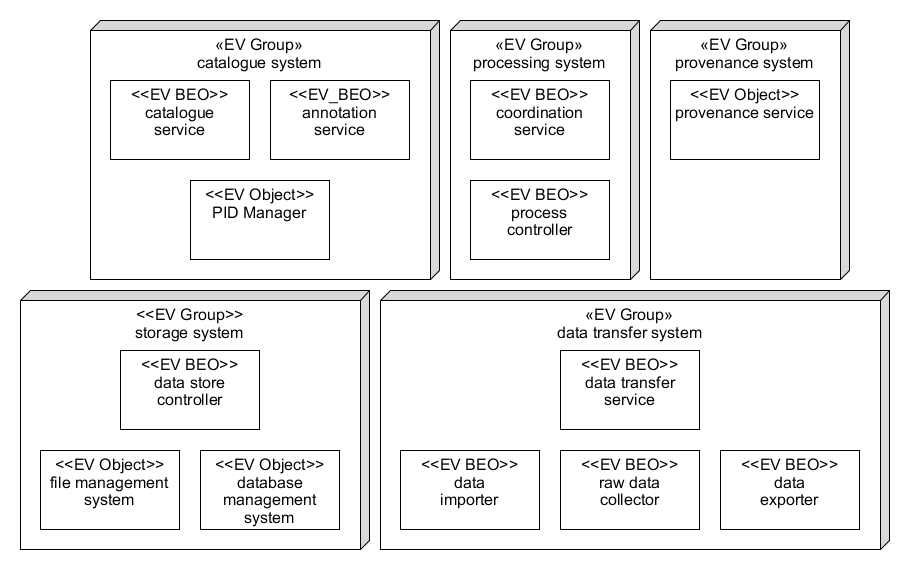 «EV Group»
catalogue system
<<EV BEO>>
catalogue
service
<<EV_BEO>>
annotation
service
<<EV Object>>
PID Manager
«EV Group»
processing system
<<EV BEO>>
coordination
service
<<EV BEO>>
process
controller
«EV Group»
provenance system
<<EV Object>>
provenance service
<<EV Group>>
storage system
<<EV BEO>>
data store
controller
<<EV Object>>
file management
system
<<EV Object>>
database
management
system
«EV Group»
data transfer system
<<EV BEO>>
data transfer
service
<<EV BEO>>
data
importer
<<EV BEO>>
raw data
collector
<<EV BEO>>
data
exporter